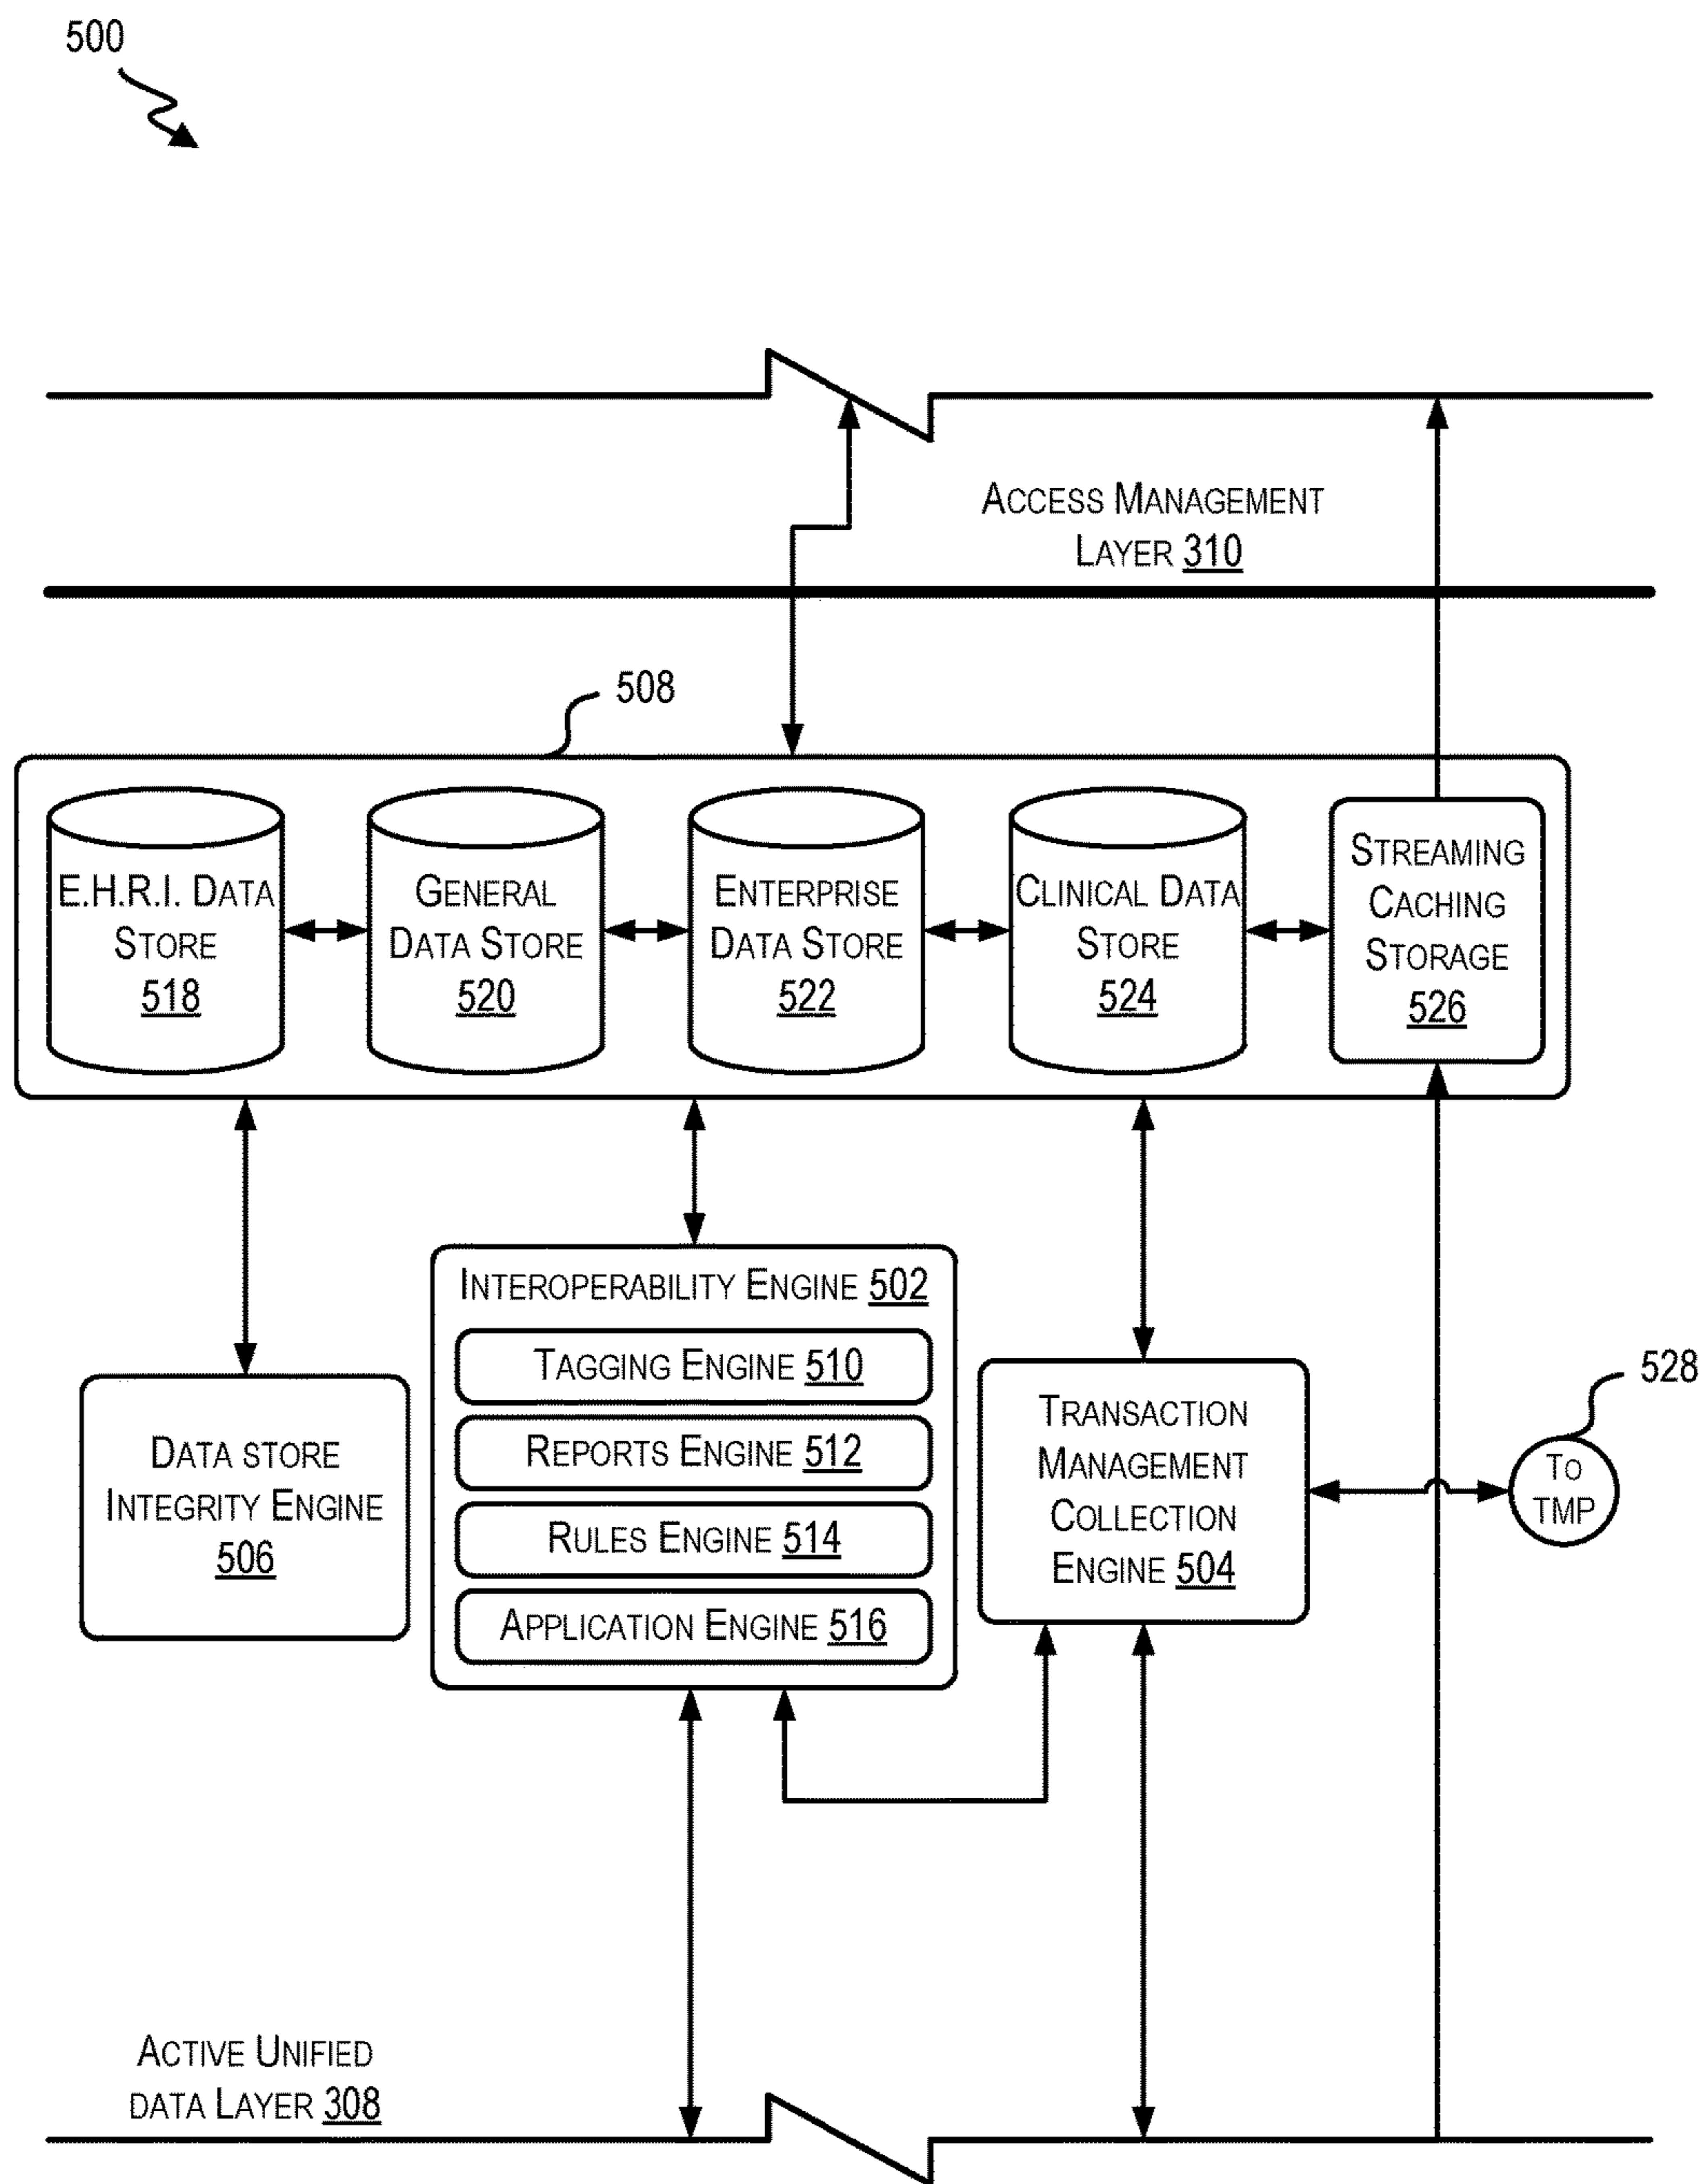 500
ACCESS MANAGEMENT
LAYER 310
508
E.H.R.I. DATA
STORE
518
GENERAL
DATA STORE
520
ENTERPRISE
DATA STORE
522
CLINICAL DATA
STORE
524
STREAMING
CACHING
STORAGE
526
DATA STORE
INTEGRITY ENGINE
506
INTEROPERABILITY ENGINE 502
TAGGING ENGINE 510
REPORTS ENGINE 512
RULES ENGINE 514
APPLICATION ENGINE 516
TRANSACTION
MANAGEMENT
COLLECTION
ENGINE 504
528
TO
TMP
ACTIVE UNIFIED
DATA LAYER 308